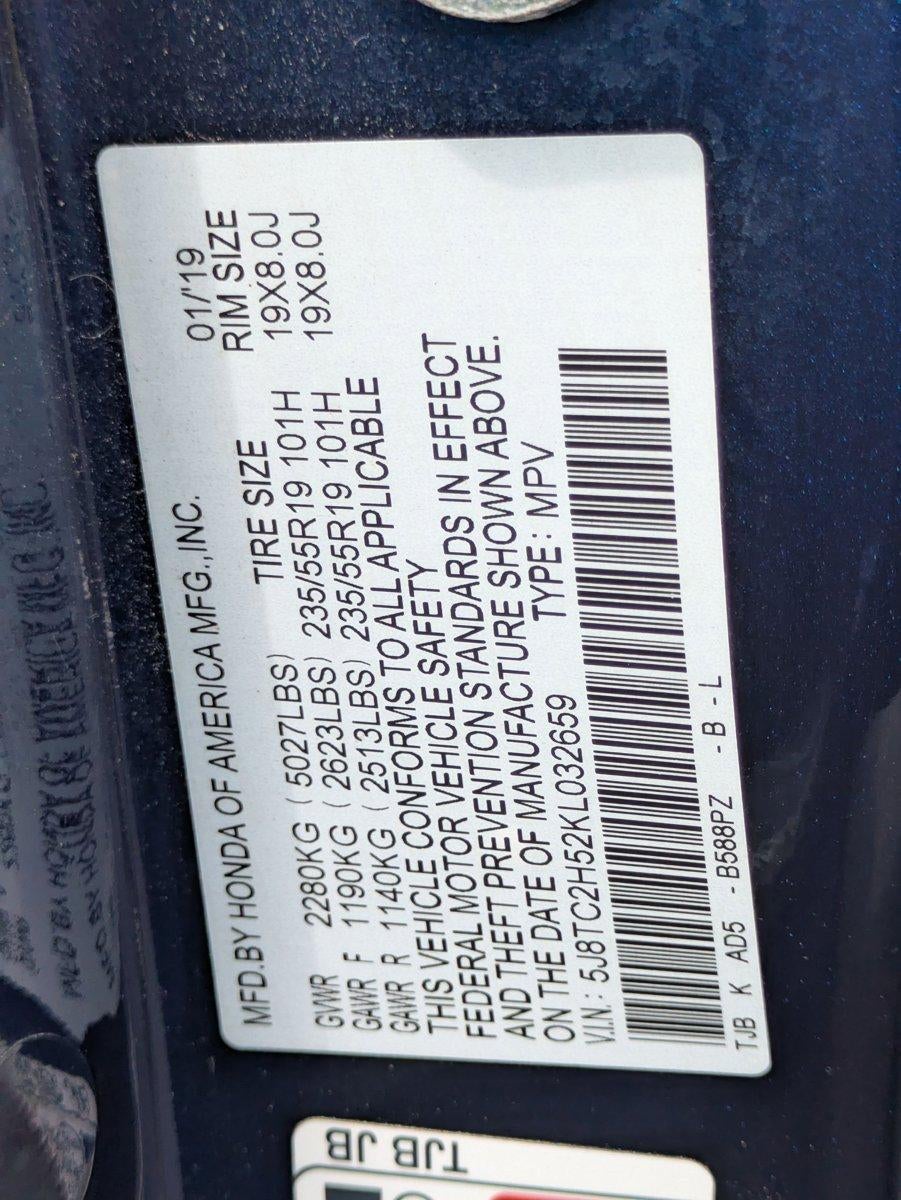 MFD.BY HONDA OF AMERICA MFG.,INC. 01/'19
TIRE SIZE RIM SIZE
GVWR 2280KG (5027LBS)
GAWR F 1190KG (2623LBS) 235/55R19 101H 19X8.0J
GAWR R 1140KG (2513LBS) 235/55R19 101H 19X8.0J
THIS VEHICLE CONFORMS TO ALL APPLICABLE
FEDERAL MOTOR VEHICLE SAFETY
AND THEFT PREVENTION STANDARDS IN EFFECT
ON THE DATE OF MANUFACTURE SHOWN ABOVE.
V.I.N.: 5J8TC2H52KL032659 TYPE: MPV
TJB K AD5 -B588PZ -B -L
TJB JB